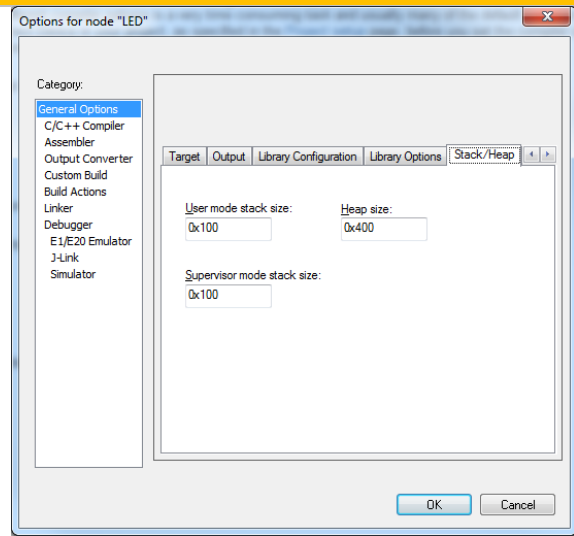 Options for node "LED"
Category:
General Options
C/C++ Compiler
Assembler
Output Converter
Custom Build
Build Actions
Linker
Debugger
E1/E20 Emulator
J-Link
Simulator
Target Output Library Configuration Library Options Stack/Heap
User mode stack size: Heap size:
0x100 0x400
Supervisor mode stack size:
0x100
OK Cancel